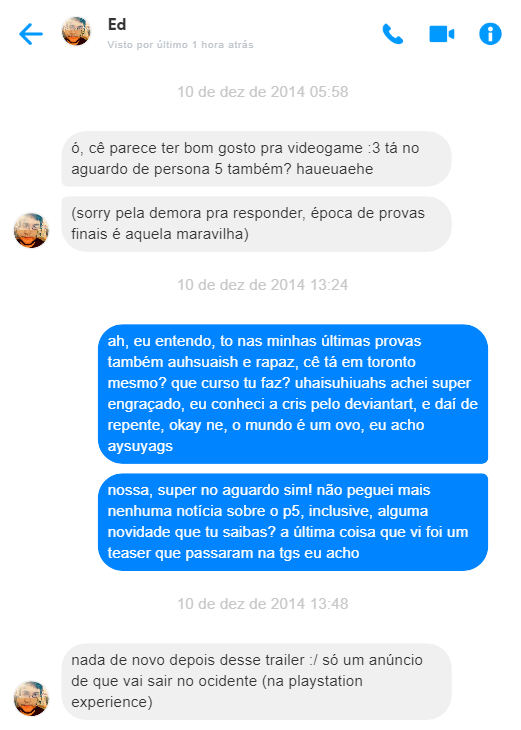 Ed
Visto por último 1 hora atrás
10 de dez de 2014 05:58
ó, cê parece ter bom gosto pra videogame :3 tá no
aguardo de persona 5 também? haueuaehe
(sorry pela demora pra responder, época de provas
finais é aquela maravilha)
10 de dez de 2014 13:24
ah, eu entendo, to nas minhas últimas provas
também auhsuaish e rapaz, cê tá em toronto
mesmo? que curso tu faz? uhaisuhiuahs achei super
engraçado, eu conheci a cris pelo deviantart, e daí de
repente, okay ne, o mundo é um ovo, eu acho
aysuyags
nossa, super no aguardo sim! não peguei mais
nenhuma notícia sobre o p5, inclusive, alguma
novidade que tu saibas? a última coisa que vi foi um
teaser que passaram na tgs eu acho
10 de dez de 2014 13:48
nada de novo depois desse trailer :/ só um anúncio
de que vai sair no ocidente (na playstation
experience)